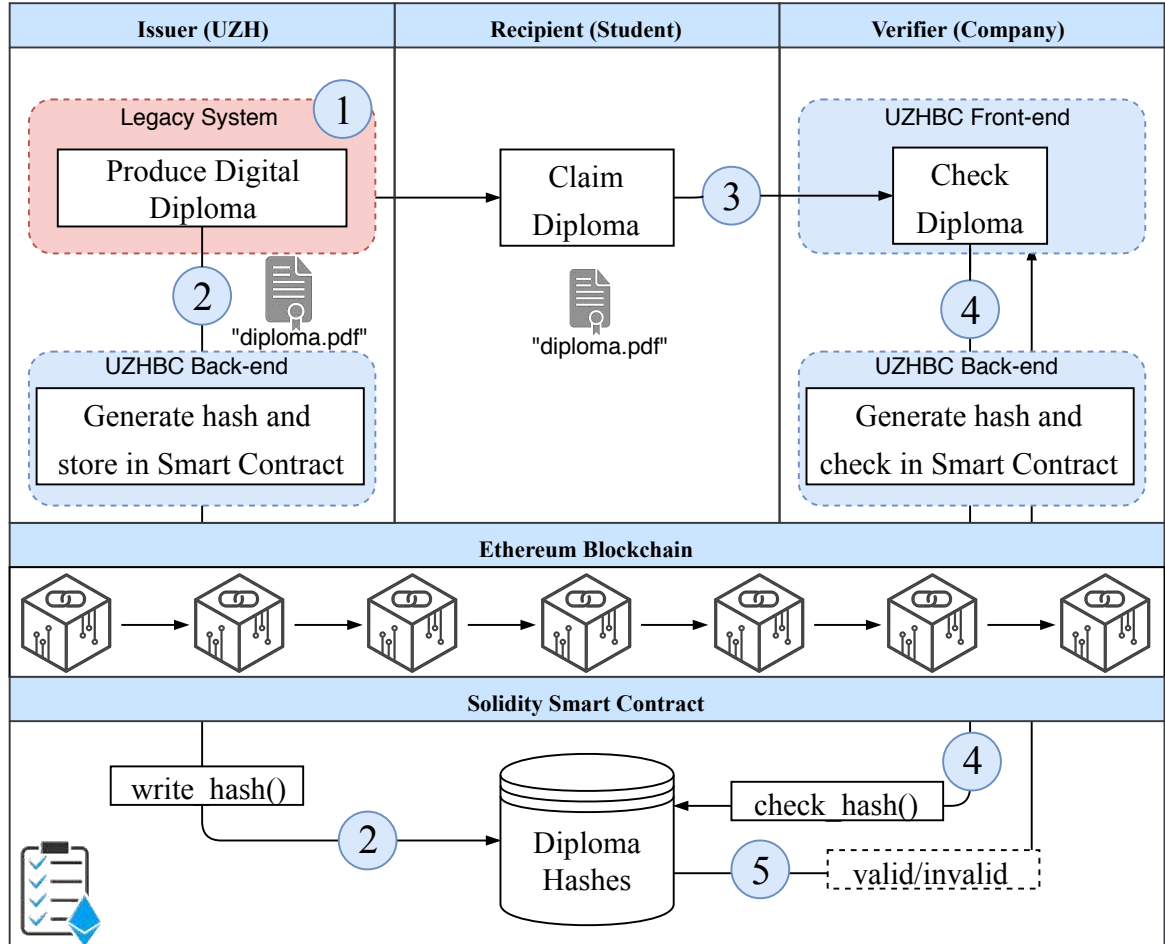 Issuer (UZH)
Recipient (Student)
Verifier (Company)
1
Legacy System
Produce Digital
Diploma
2
"diploma.pdf"
UZHBC Back-end
Generate hash and
store in Smart Contract
Claim
Diploma
3
"diploma.pdf"
UZHBC Front-end
Check
Diploma
4
UZHBC Back-end
Generate hash and
check in Smart Contract
Ethereum Blockchain
Solidity Smart Contract
write_hash()
2
Diploma
Hashes
4
check_hash()
5
valid/invalid